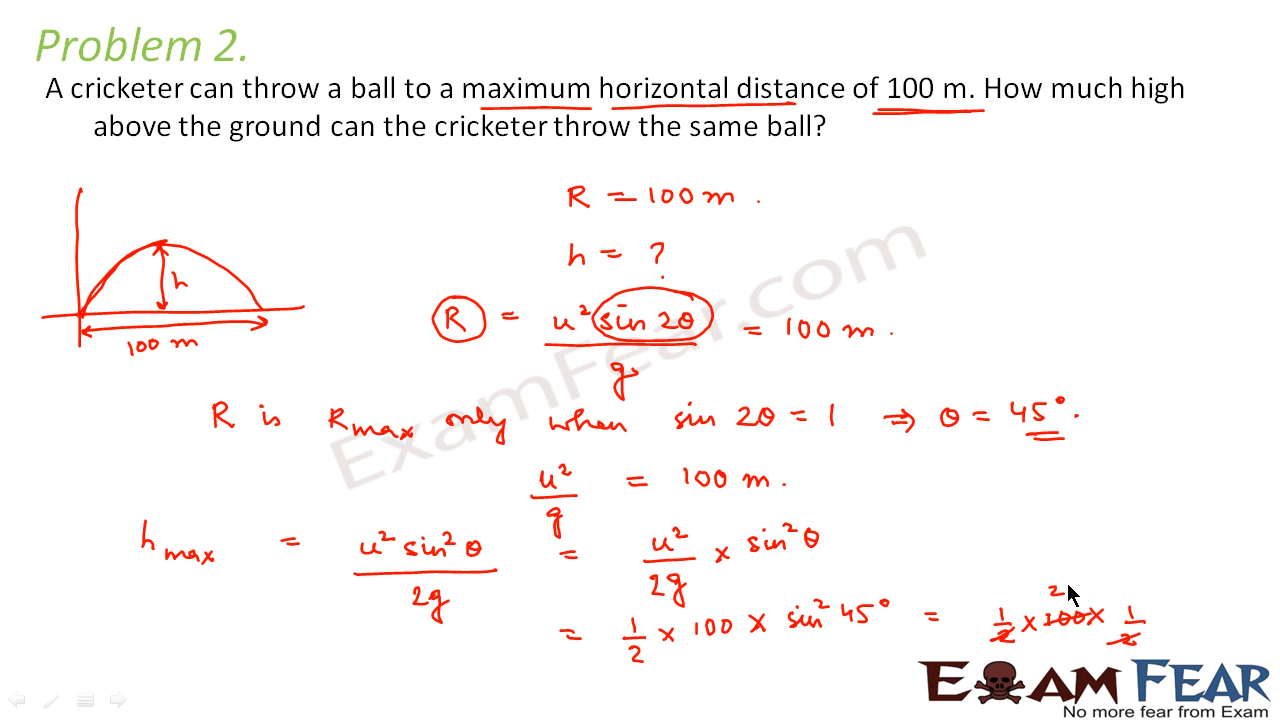 Problem 2.
A cricketer can throw a ball to a maximum horizontal distance of 100 m. How much high
above the ground can the cricketer throw the same ball?
R = 100 m .
h = ?
h
100 m
R = u² sin 2θ / g = 100 m .
R is Rmax only when sin 2θ = 1 ⇒ θ = 45° .
u² / g = 100 m .
h max = u² sin² θ / 2g = u² / 2g × sin² θ
= 1/2 × 100 × sin² 45° = 1/2 × 100 × 1/2
2
ExamFear.com
EXAM FEAR
No more fear from Exam